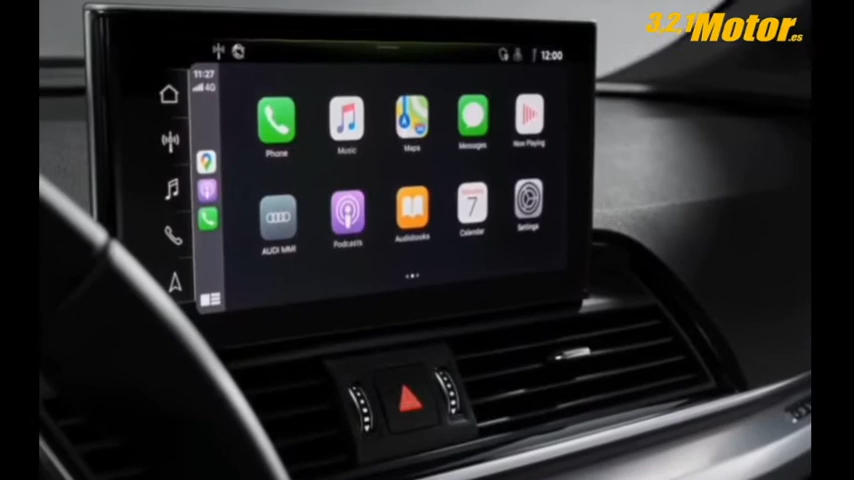 3.2.1Motor.es
12:00
11:27
4G
Phone
Music
Maps
Messages
Now Playing
AUDI MMI
Podcasts
Audiobooks
7
Calendar
Settings